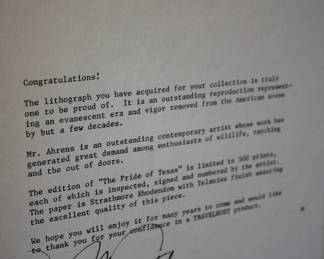 Congratulations!
The lithograph you have acquired for your collection is truly
one to be proud of. It is an outstanding reproduction represent-
ing an evanescent era and vigor removed from the American scene
by but a few decades.
Mr. Ahrens is an outstanding contemporary artist whose work has
generated great demand among enthusiasts of wildlife, ranching
and the out of doors.
The edition of "The Pride of Texas" is limited to 500 prints,
each of which is inspected, signed and numbered by the artist.
The paper is Strathmore Rhodendom with Telanian finish assuring
the excellent quality of this piece.
We hope you will enjoy it for many years to come and would like
to thank you for your confidence in a TRAVELHOST product.